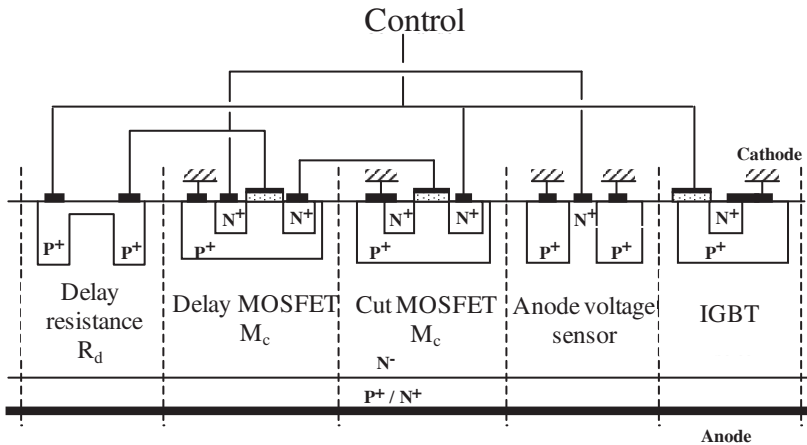 Control
Cathode
N+
N+
N+
N+
N+
N+
P+
P+
P+
P+
P+
P+
P+
Delay
resistance
Rd
Delay MOSFET
Mc
Cut MOSFET
Mc
Anode voltage
sensor
IGBT
N-
P+ / N+
Anode